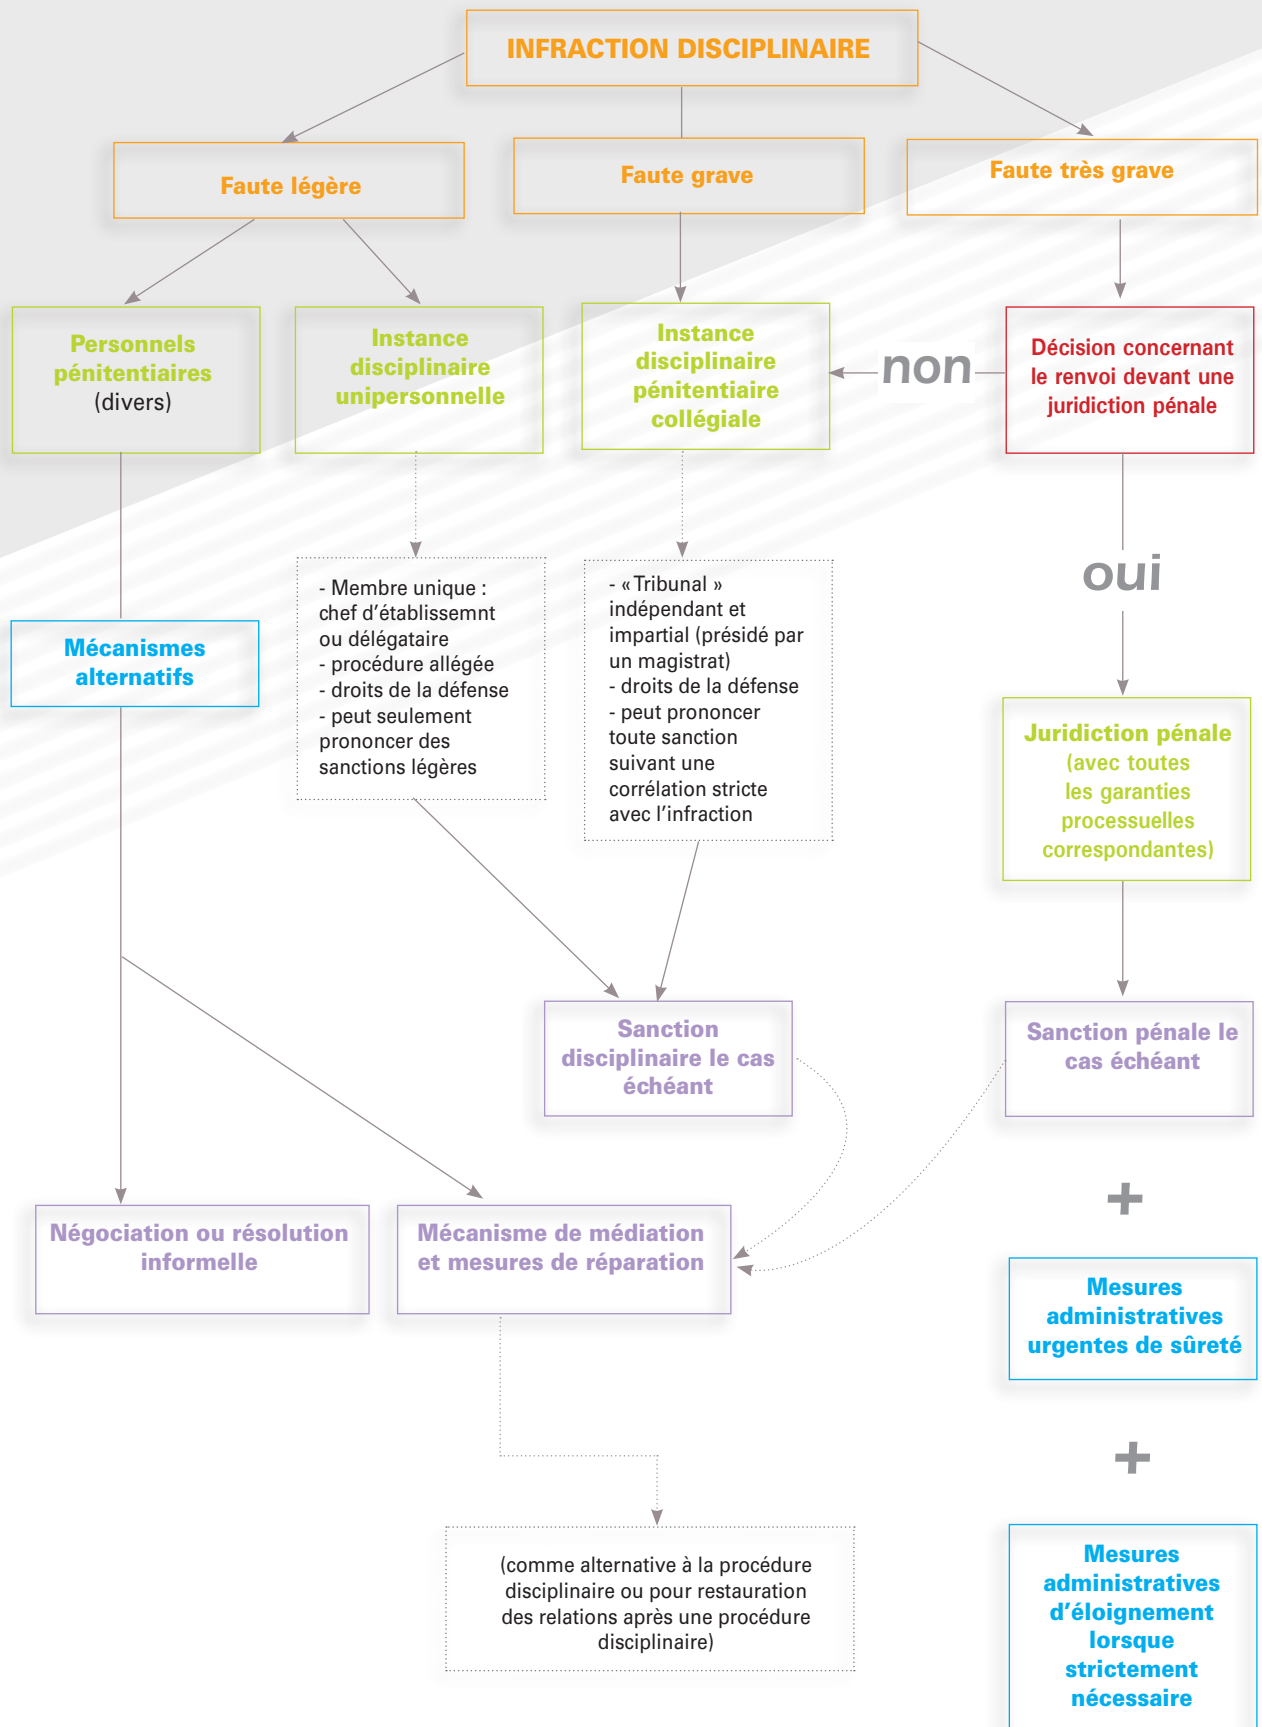 INFRACTION DISCIPLINAIRE
Faute légère
Faute grave
Faute très grave
Personnels
pénitentiaires
(divers)
Instance
disciplinaire
unipersonnelle
Instance
disciplinaire
pénitentiaire
collégiale
non
Décision concernant
le renvoi devant une
juridiction pénale
oui
- Membre unique :
chef d'établissemnt
ou délégataire
- procédure allégée
- droits de la défense
- peut seulement
prononcer des
sanctions légères
- « Tribunal »
indépendant et
impartial (présidé par
un magistrat)
- droits de la défense
- peut prononcer
toute sanction
suivant une
corrélation stricte
avec l'infraction
Mécanismes
alternatifs
Juridiction pénale
(avec toutes
les garanties
processuelles
correspondantes)
Sanction
disciplinaire le cas
échéant
Sanction pénale le
cas échéant
+
Négociation ou résolution
informelle
Mécanisme de médiation
et mesures de réparation
Mesures
administratives
urgentes de sûreté
+
(comme alternative à la procédure
disciplinaire ou pour restauration
des relations après une procédure
disciplinaire)
Mesures
administratives
d'éloignement
lorsque
strictement
nécessaire